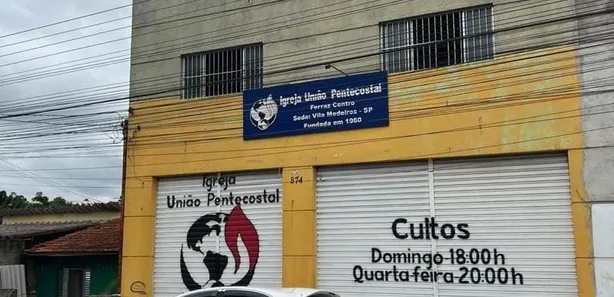 Igreja União Pentecostal
Ferraz Centro
Sede: Vila Medeiros - SP
Fundada em 1960
Igreja
União Pentecostal
874
Cultos
Domingo 18:00h
Quarta-feira 20:00h